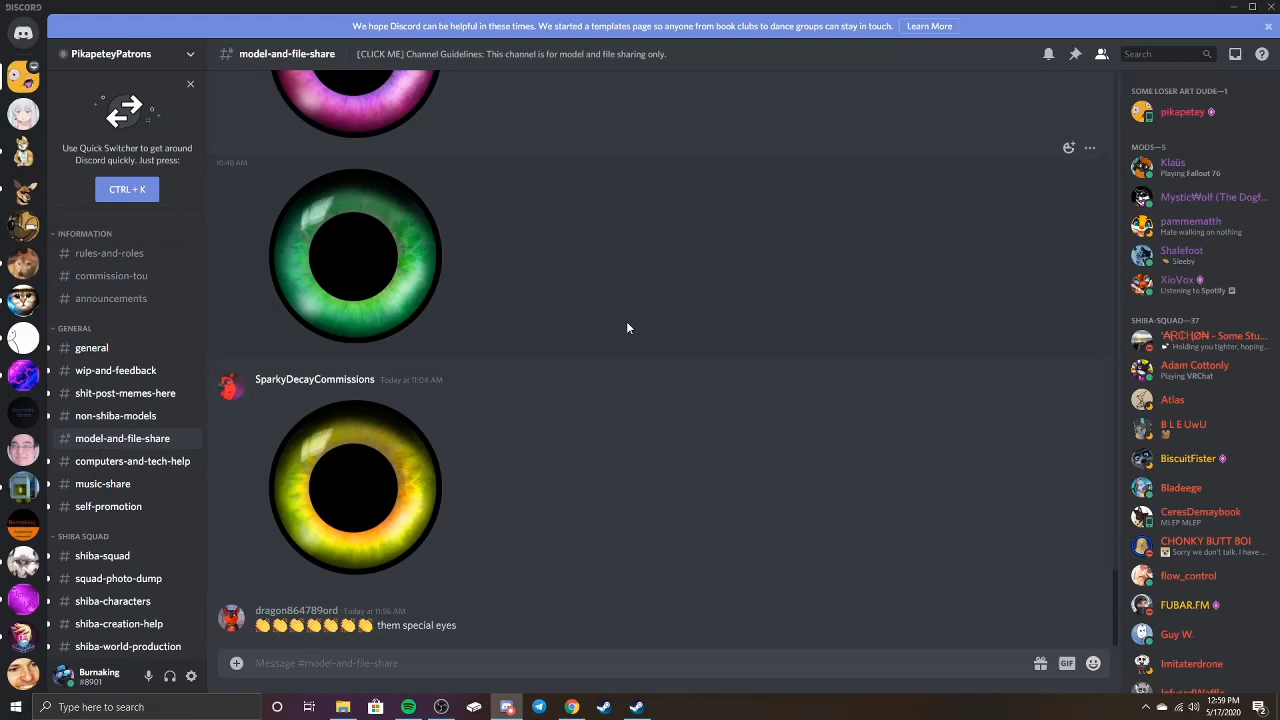 DISCORD
We hope Discord can be helpful in these times. We started a templates page so anyone from book clubs to dance groups can stay in touch. Learn More
PikapeteyPatrons
model-and-file-share
[CLICK ME] Channel Guidelines: This channel is for model and file sharing only.
Search
Use Quick Switcher to get around
Discord quickly. Just press:
CTRL + K
INFORMATION
rules-and-roles
commission-tou
announcements
GENERAL
general
wip-and-feedback
shit-post-memes-here
non-shiba-models
model-and-file-share
computers-and-tech-help
music-share
self-promotion
SHIBA SQUAD
shiba-squad
squad-photo-dump
shiba-characters
shiba-creation-help
shiba-world-production
Burnaking
#8901
10:40 AM
SparkyDecayCommissions Today at 11:04 AM
dragon864789ord Today at 11:56 AM
👏👏👏👏👏👏👏 them special eyes
Message #model-and-file-share
GIF
SOME LOSER ART DUDE—1
pikapetey
MODS—5
Klaüs
Playing Fallout 76
Mystic₩olf (The Dogf...
pammematth
Hate walking on nothing
Shalefoot
Sleeby
XioVox
Listening to Spotify
SHIBA-SQUAD—37
- Some Stu...
Holding you tighter, hoping...
Adam Cottonly
Playing VRChat
Atlas
B L E UwU
BiscuitFister
Bladeege
CeresDemaybook
MLEP MLEP
CHONKY BUTT BOI
Sorry we don't talk, I have ...
flow_control
FUBAR.FM
Guy W.
Imitaterdrone
InfusedWaffle
Type here to search
12:59 PM
5/17/2020